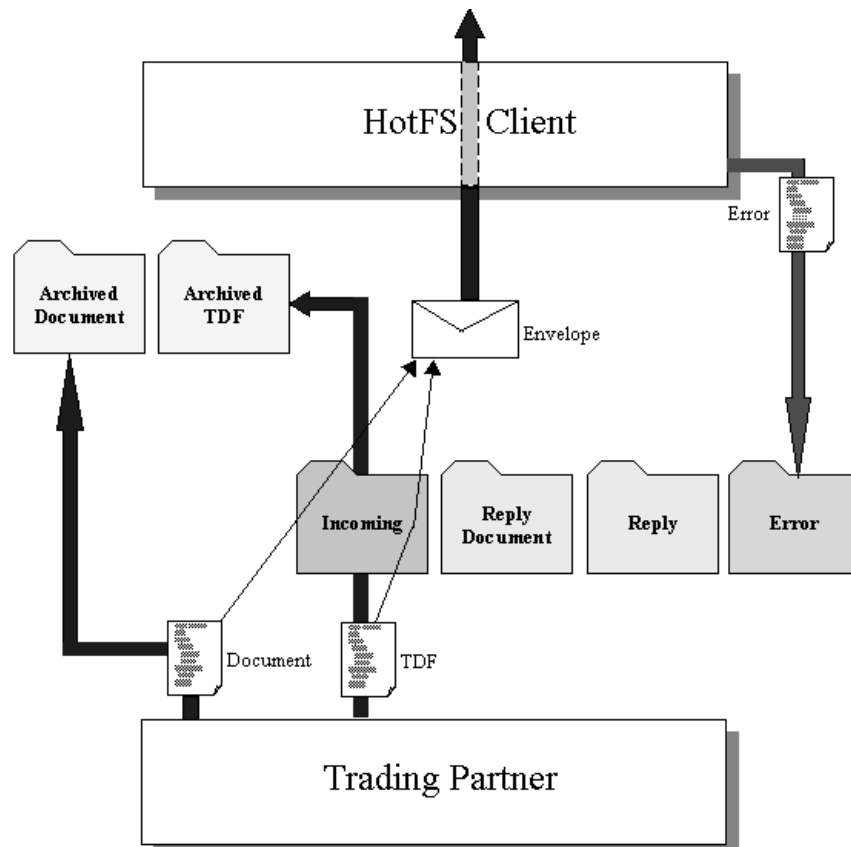 HotFS Client
Error
Archived
Document
Archived
TDF
Envelope
Incoming
Reply
Document
Reply
Error
Document
TDF
Trading Partner